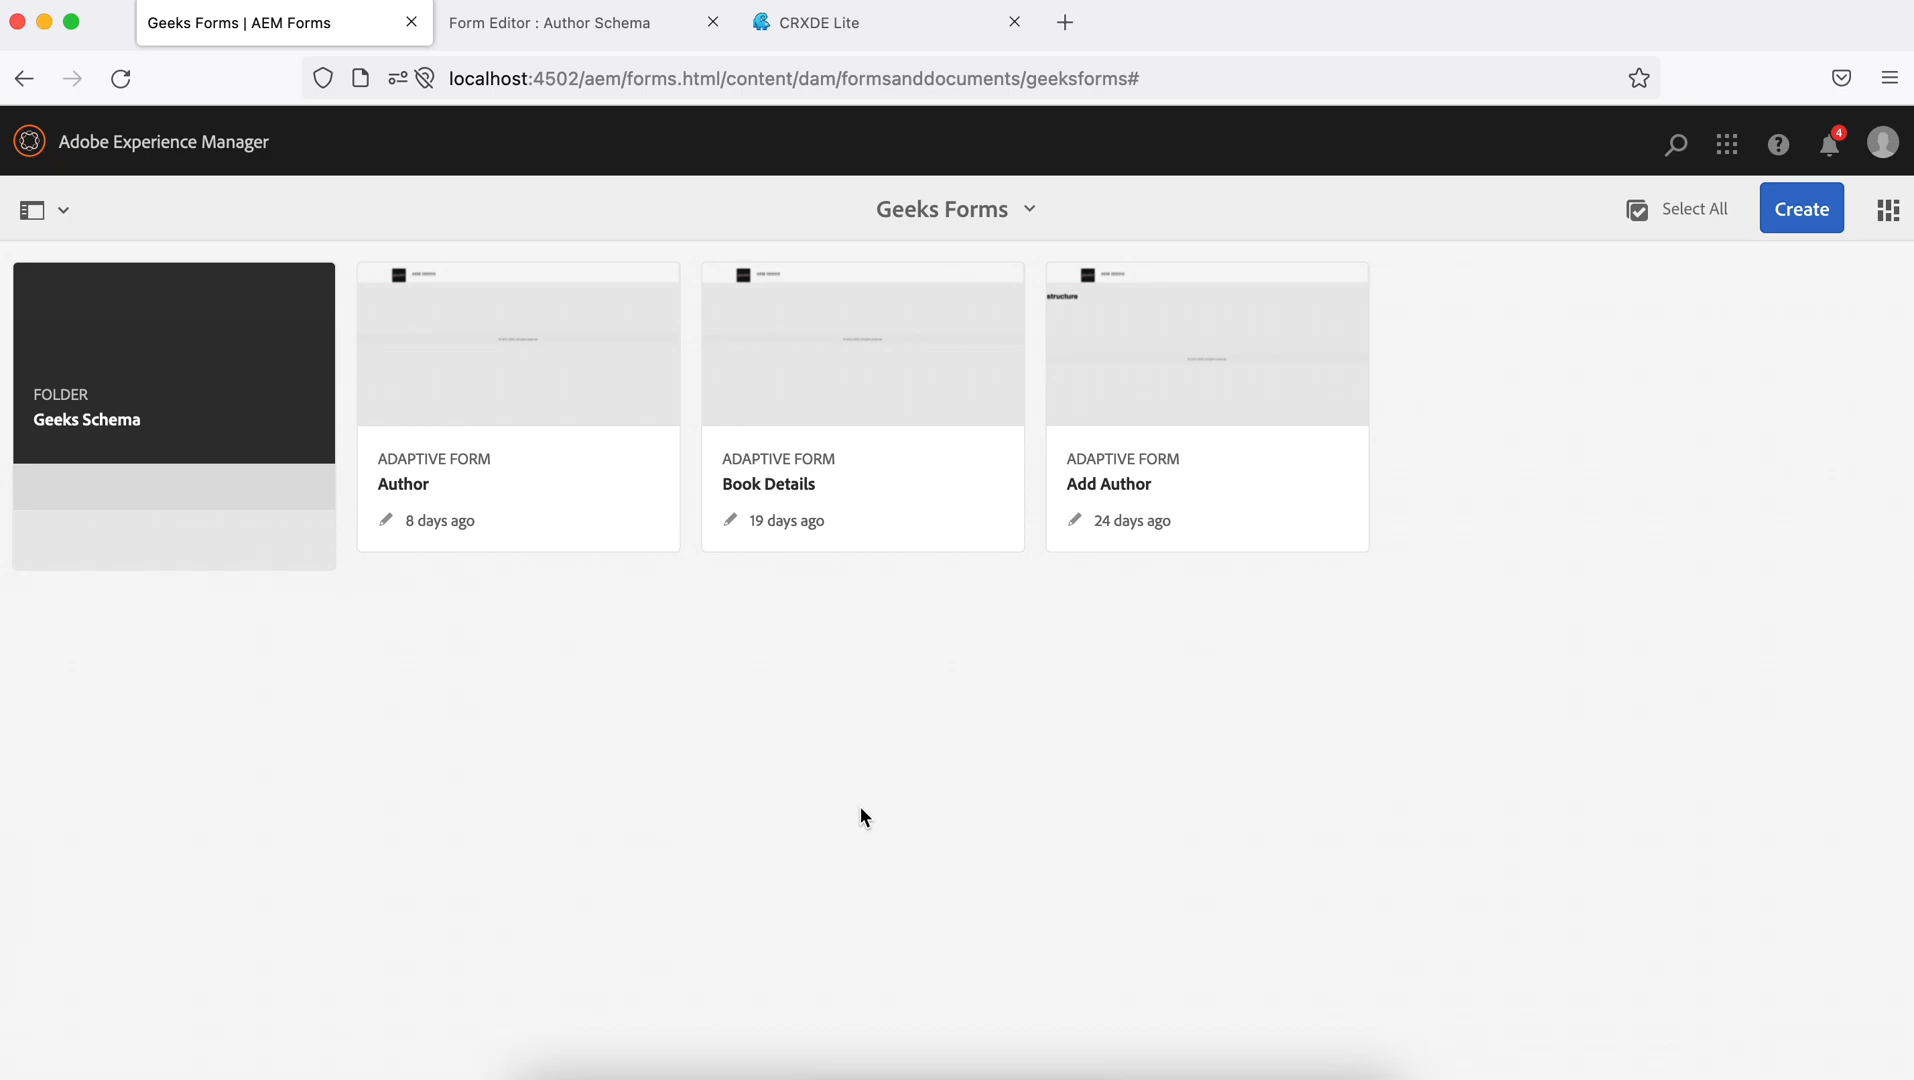 Geeks Forms | AEM Forms
Form Editor : Author Schema
CRXDE Lite
localhost:4502/aem/forms.html/content/dam/formsanddocuments/geeksforms#
Adobe Experience Manager
4
Geeks Forms
Select All
Create
FOLDER
Geeks Schema
ADAPTIVE FORM
Author
8 days ago
ADAPTIVE FORM
Book Details
19 days ago
structure
ADAPTIVE FORM
Add Author
24 days ago